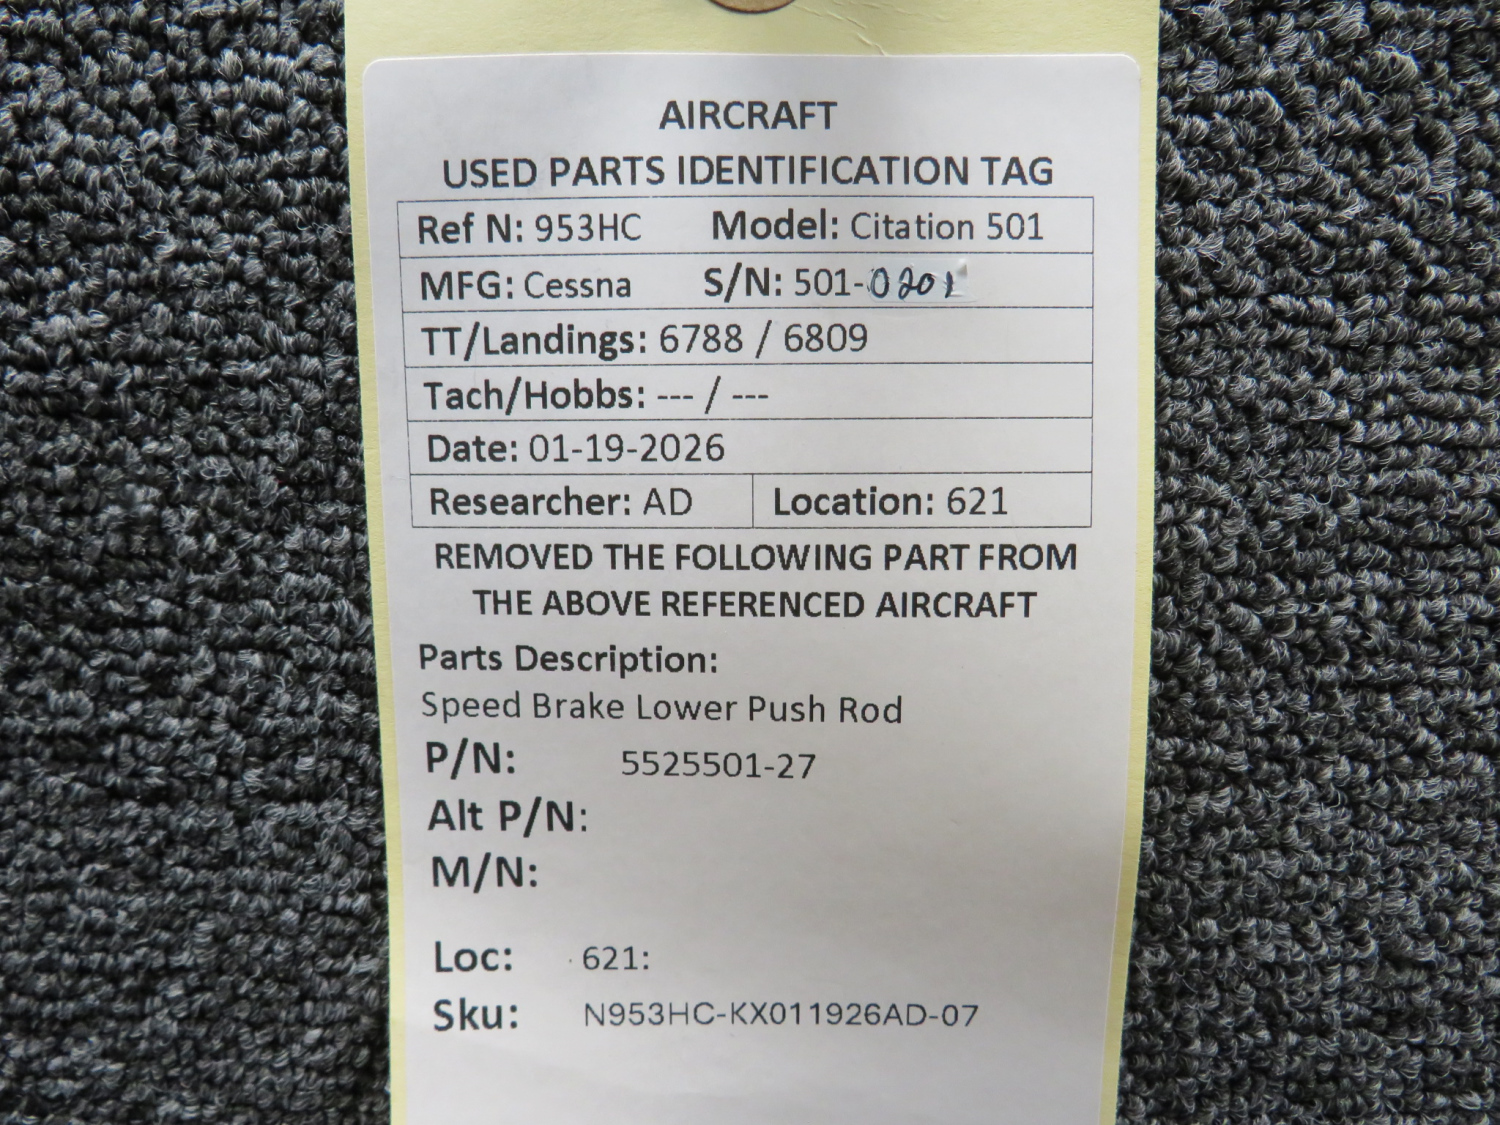 AIRCRAFT
USED PARTS IDENTIFICATION TAG
Ref N: 953HC Model: Citation 501
MFG: Cessna S/N: 501-0201
TT/Landings: 6788 / 6809
Tach/Hobbs: --- / ---
Date: 01-19-2026
Researcher: AD Location: 621
REMOVED THE FOLLOWING PART FROM
THE ABOVE REFERENCED AIRCRAFT
Parts Description:
Speed Brake Lower Push Rod
P/N: 5525501-27
Alt P/N:
M/N:
Loc: 621:
Sku: N953HC-KX011926AD-07